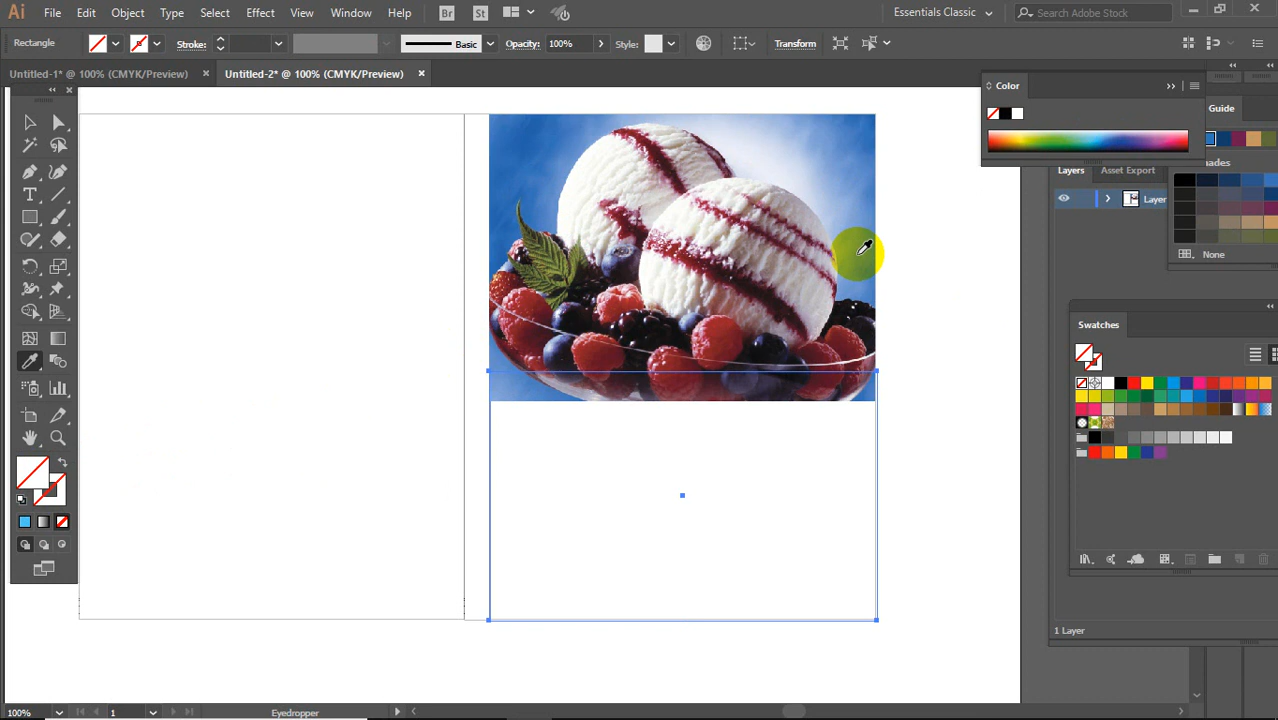 Ai File Edit Object Type Select Effect View Window Help Br St Essentials Classic Search Adobe Stock
Rectangle Stroke: Basic Opacity: 100% Style: Transform
Untitled-1* @ 100% (CMYK/Preview) × Untitled-2* @ 100% (CMYK/Preview) ×
Color
Guide
hades
Layers Asset Export
Layer
None
Swatches
1 Layer
100% 1 Eyedropper